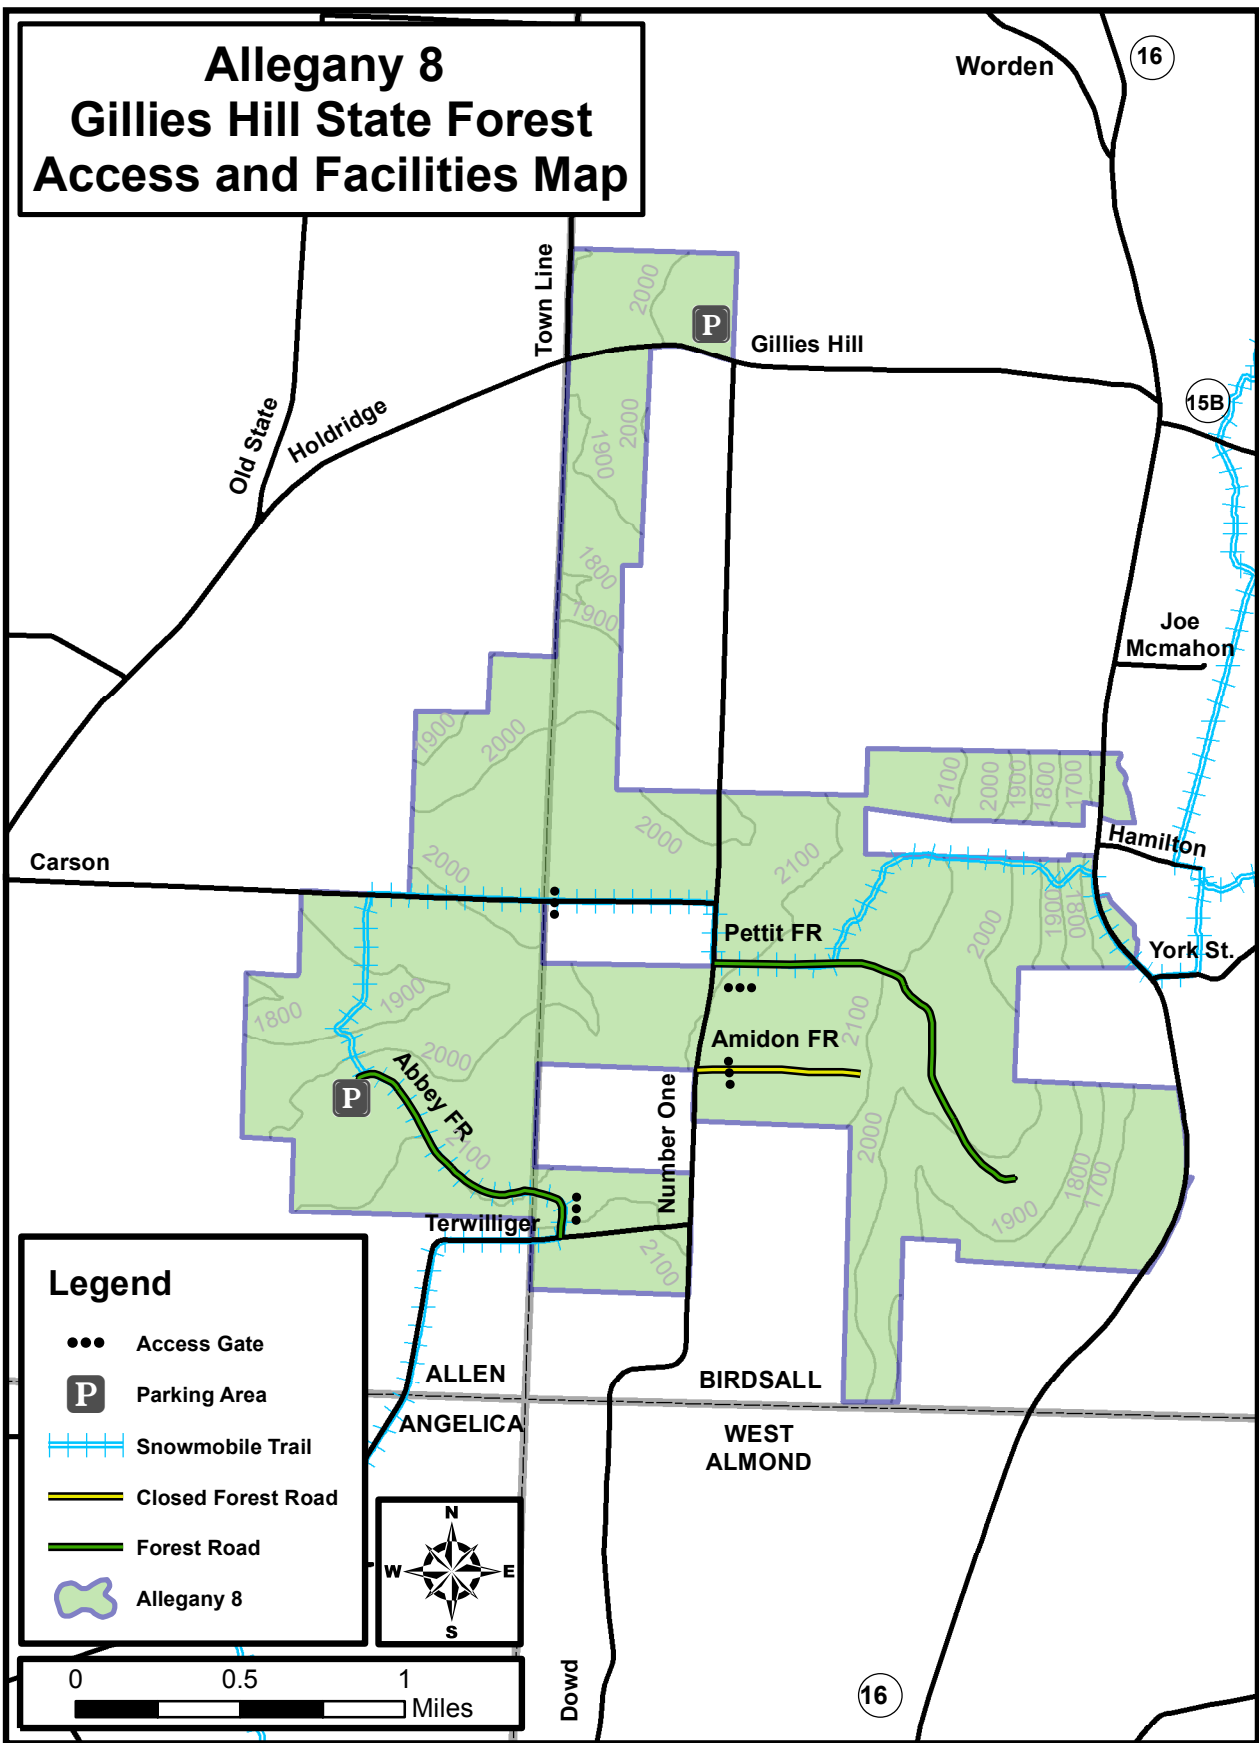 Allegany 8
Gillies Hill State Forest
Access and Facilities Map
Worden
16
Town Line
2000
P
Gillies Hill
15B
Old State
Holdridge
2000
1900
1800
1900
Joe
Mcmahon
1900
2000
2100
2000
1900
1800
1700
2000
2100
Hamilton
Carson
2000
1900
1800
2000
Pettit FR
York St.
1800
1900
2000
2100
Amidon FR
Abbey FR
P
2100
Number One
2000
1800
1700
1900
Terwilliger
2100
Legend
Access Gate
P
Parking Area
Snowmobile Trail
Closed Forest Road
Forest Road
Allegany 8
ALLEN
BIRDSALL
ANGELICA
WEST
ALMOND
N
W
E
S
0
0.5
1
Miles
Dowd
16